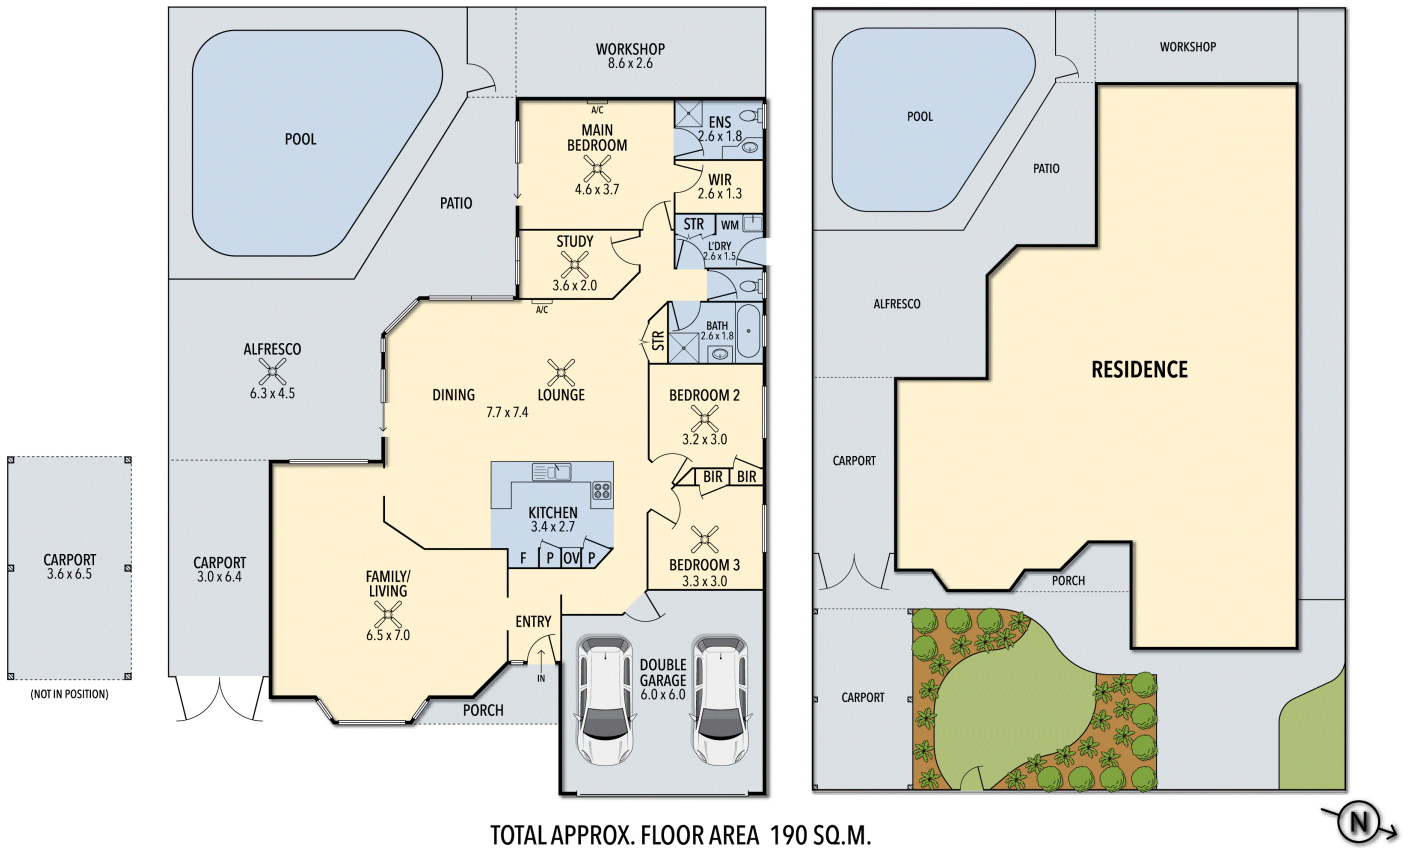 WORKSHOP
8.6 x 2.6
POOL
PATIO
A/C
MAIN
BEDROOM
4.6 x 3.7
ENS
2.6 x 1.8
WIR
2.6 x 1.3
STR
WM
L'DRY
2.6 x 1.5
STUDY
3.6 x 2.0
A/C
STR
BATH
2.6 x 1.8
ALFRESCO
6.3 x 4.5
DINING
LOUNGE
7.7 x 7.4
BEDROOM 2
3.2 x 3.0
BIR
BIR
KITCHEN
3.4 x 2.7
F
P
OV
P
BEDROOM 3
3.3 x 3.0
CARPORT
3.6 x 6.5
(NOT IN POSITION)
CARPORT
3.0 x 6.4
FAMILY/
LIVING
6.5 x 7.0
ENTRY
IN
PORCH
DOUBLE
GARAGE
6.0 x 6.0
WORKSHOP
POOL
PATIO
ALFRESCO
RESIDENCE
CARPORT
PORCH
CARPORT
TOTAL APPROX. FLOOR AREA 190 SQ.M.
N